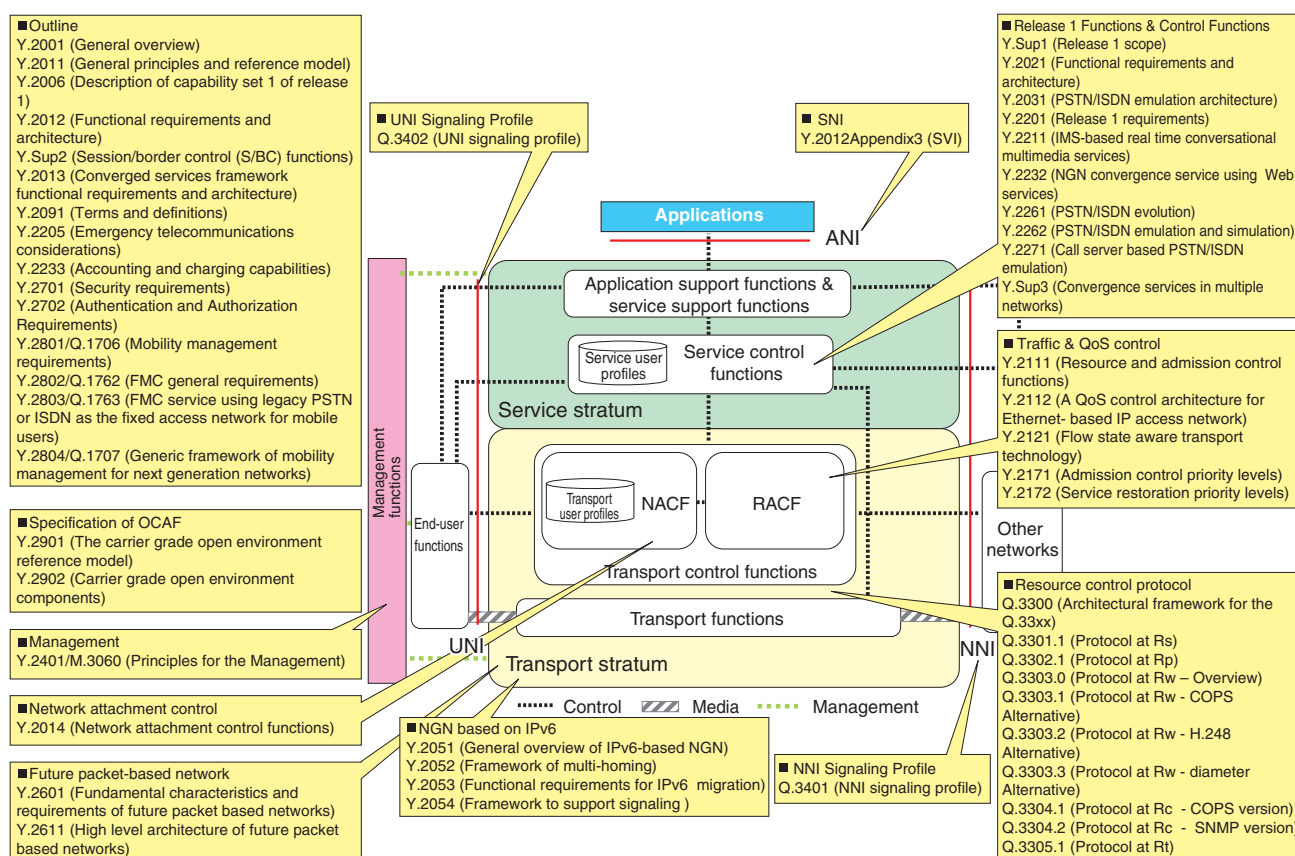 ■Outline
Y.2001 (General overview)
Y.2011 (General principles and reference model)
Y.2006 (Description of capability set 1 of release
1)
Y.2012 (Functional requirements and
architecture)
Y.Sup2 (Session/border control (S/BC) functions)
Y.2013 (Converged services framework
functional requirements and architecture)
Y.2091 (Terms and definitions)
Y.2205 (Emergency telecommunications
considerations)
Y.2233 (Accounting and charging capabilities)
Y.2701 (Security requirements)
Y.2702 (Authentication and Authorization
Requirements)
Y.2801/Q.1706 (Mobility management
requirements)
Y.2802/Q.1762 (FMC general requirements)
Y.2803/Q.1763 (FMC service using legacy PSTN
or ISDN as the fixed access network for mobile
users)
Y.2804/Q.1707 (Generic framework of mobility
management for next generation networks)
■Specification of OCAF
Y.2901 (The carrier grade open environment
reference model)
Y.2902 (Carrier grade open environment
components)
■Management
Y.2401/M.3060 (Principles for the Management)
■Network attachment control
Y.2014 (Network attachment control functions)
■Future packet-based network
Y.2601 (Fundamental characteristics and
requirements of future packet based networks)
Y.2611 (High level architecture of future packet
based networks)
■ UNI Signaling Profile
Q.3402 (UNI signaling profile)
■ SNI
Y.2012Appendix3 (SVI)
Applications
ANI
Application support functions &
service support functions
Service user
profiles
Service control
functions
Service stratum
Management
functions
End-user
functions
Transport
user profiles
NACF
RACF
Transport control functions
Other
networks
Transport functions
UNI
NNI
Transport stratum
Control
Media
Management
■NGN based on IPv6
Y.2051 (General overview of IPv6-based NGN)
Y.2052 (Framework of multi-homing)
Y.2053 (Functional requirements for IPv6 migration)
Y.2054 (Framework to support signaling )
■ NNI Signaling Profile
Q.3401 (NNI signaling profile)
■Release 1 Functions & Control Functions
Y.Sup1 (Release 1 scope)
Y.2021 (Functional requirements and
architecture)
Y.2031 (PSTN/ISDN emulation architecture)
Y.2201 (Release 1 requirements)
Y.2211 (IMS-based real time conversational
multimedia services)
Y.2232 (NGN convergence service using Web
services)
Y.2261 (PSTN/ISDN evolution)
Y.2262 (PSTN/ISDN emulation and simulation)
Y.2271 (Call server based PSTN/ISDN
emulation)
Y.Sup3 (Convergence services in multiple
networks)
■ Traffic & QoS control
Y.2111 (Resource and admission control
functions)
Y.2112 (A QoS control architecture for
Ethernet- based IP access network)
Y.2121 (Flow state aware transport
technology)
Y.2171 (Admission control priority levels)
Y.2172 (Service restoration priority levels)
■Resource control protocol
Q.3300 (Architectural framework for the
Q.33xx)
Q.3301.1 (Protocol at Rs)
Q.3302.1 (Protocol at Rp)
Q.3303.0 (Protocol at Rw – Overview)
Q.3303.1 (Protocol at Rw - COPS
Alternative)
Q.3303.2 (Protocol at Rw - H.248
Alternative)
Q.3303.3 (Protocol at Rw - diameter
Alternative)
Q.3304.1 (Protocol at Rc - COPS version)
Q.3304.2 (Protocol at Rc - SNMP version)
Q.3305.1 (Protocol at Rt)